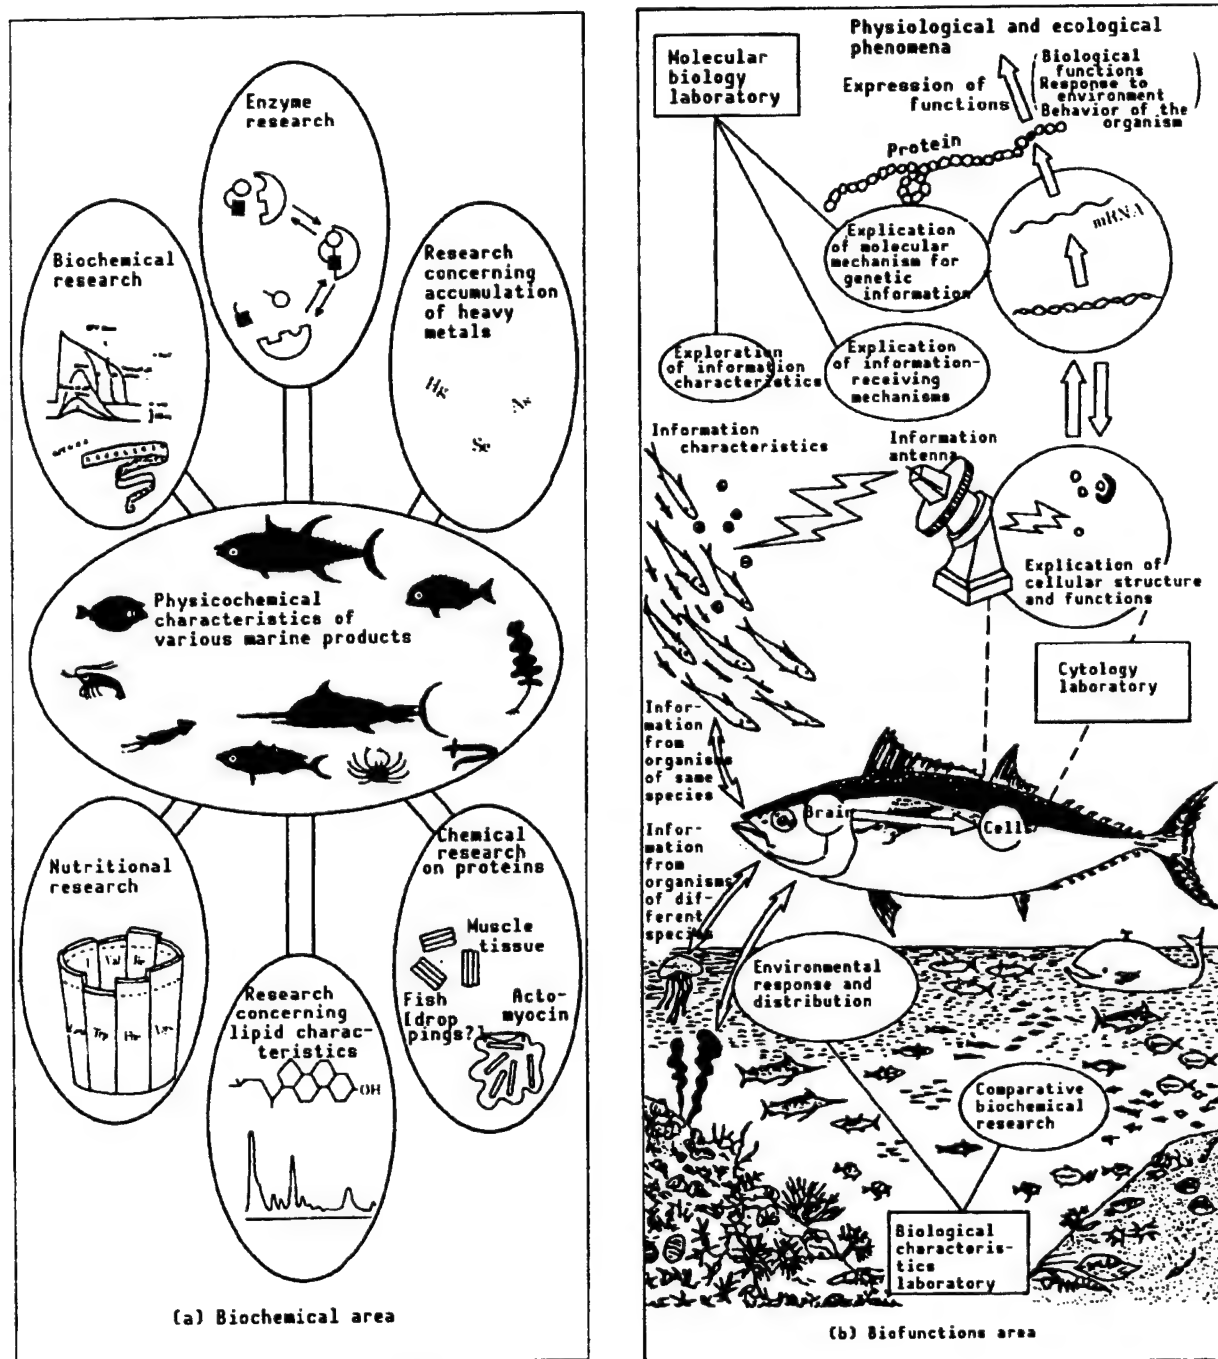 Enzyme
research
Biochemical
research
Research
concerning
accumulation
of heavy
metals
Hg
As
Se
Physicochemical
characteristics of
various marine products
Nutritional
research
Val
Trp
Research
concerning
lipid charac-
teristics
OH
Chemical
research
on proteins
Muscle
tissue
Fish
[drop
pings?]
Acto-
myocin
(a) Biochemical area
Molecular
biology
laboratory
Physiological and ecological
phenomena
Expression of
functions
Biological
functions
Response to
environment
Behavior of the
organism
Protein
mRNA
Explication
of molecular
mechanism for
genetic
information
Exploration
of information
characteristics
Explication
of information-
receiving
mechanisms
Information
characteristics
Information
antenna
Explication of
cellular structure
and functions
Cytology
laboratory
Infor-
mation
from
organisms
of same
species
Brain
Cells
Infor-
mation
from
organisms
of dif-
ferent
species
Environmental
response and
distribution
Comparative
biochemical
research
Biological
characteris-
tics
laboratory
(b) Biofunctions area